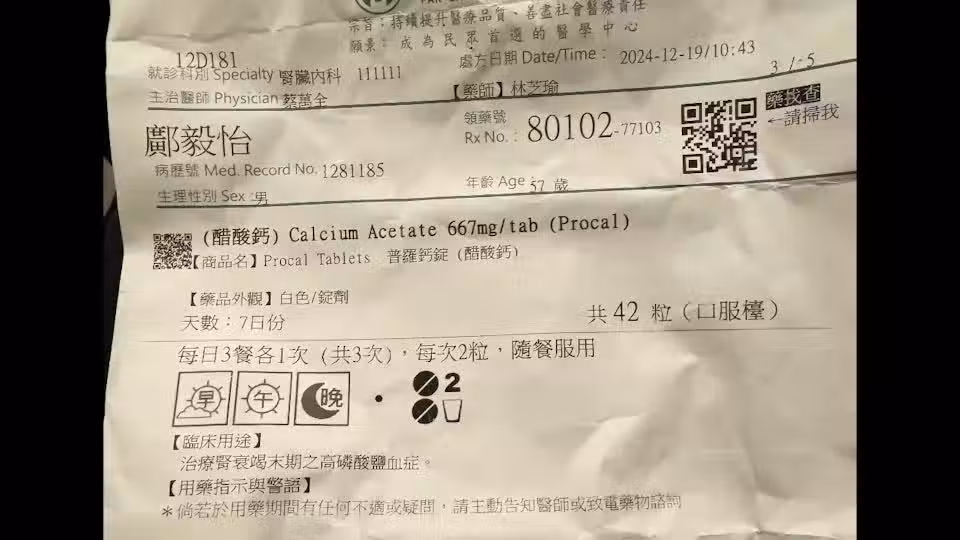 宗旨：持續提升醫療品質、善盡社會醫療責任
願景：成為民眾首選的醫學中心
12D181
就診科別 Specialty 腎臟內科 111111
處方日期 Date/Time： 2024-12-19/10:43
3 / 5
主治醫師 Physician 蔡萬全
【藥師】林芝瑜
藥找查
←請掃我
鄺毅怡
領藥號
Rx No.： 80102-77103
病歷號 Med. Record No. 1281185
年齡 Age： 57 歲
生理性別 Sex：男
(醋酸鈣) Calcium Acetate 667mg/tab (Procal)
【商品名】Procal Tablets 普羅鈣錠 (醋酸鈣)
【藥品外觀】白色/錠劑
天數：7日份
共 42 粒（口服檯）
每日3餐各1次 (共3次)，每次2粒，隨餐服用
早 午 晚 2
【臨床用途】
治療腎衰竭末期之高磷酸鹽血症。
【用藥指示與警語】
＊倘若於用藥期間有任何不適或疑問，請主動告知醫師或致電藥物諮詢